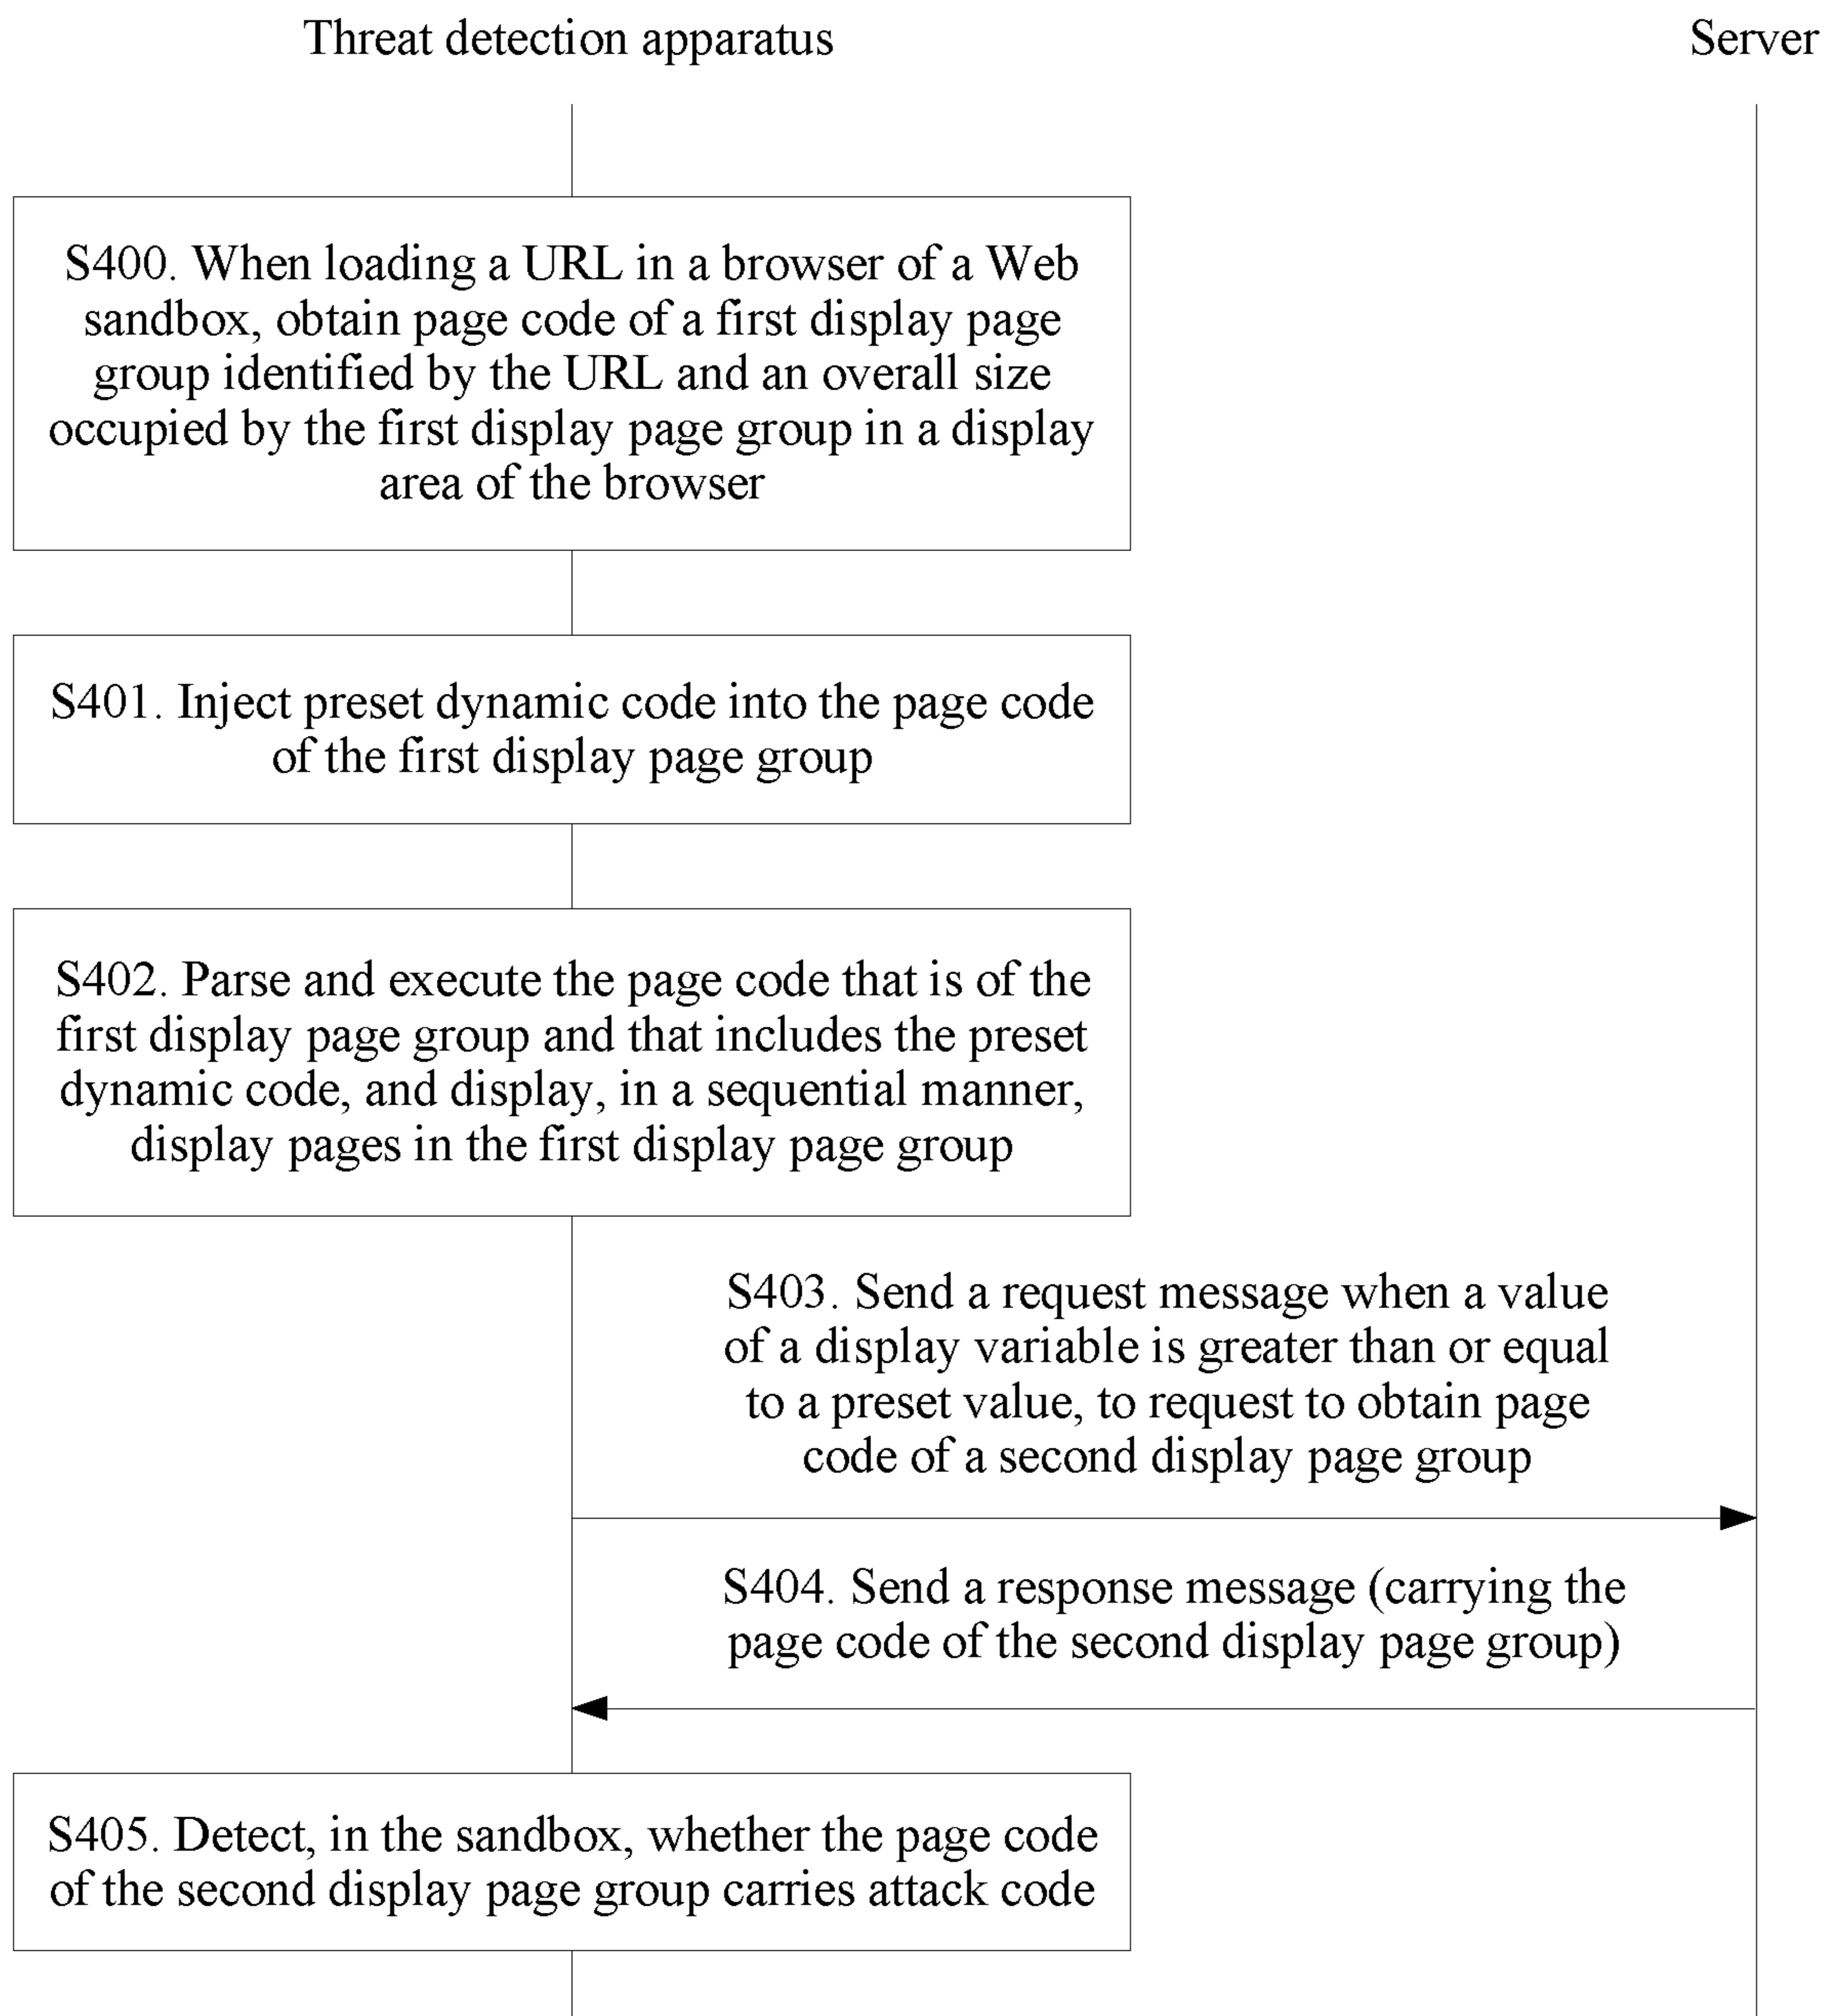 Threat detection apparatus
Server
S400. When loading a URL in a browser of a Web
sandbox, obtain page code of a first display page
group identified by the URL and an overall size
occupied by the first display page group in a display
area of the browser
S401. Inject preset dynamic code into the page code
of the first display page group
S402. Parse and execute the page code that is of the
first display page group and that includes the preset
dynamic code, and display, in a sequential manner,
display pages in the first display page group
S403. Send a request message when a value
of a display variable is greater than or equal
to a preset value, to request to obtain page
code of a second display page group
S404. Send a response message (carrying the
page code of the second display page group)
S405. Detect, in the sandbox, whether the page code
of the second display page group carries attack code